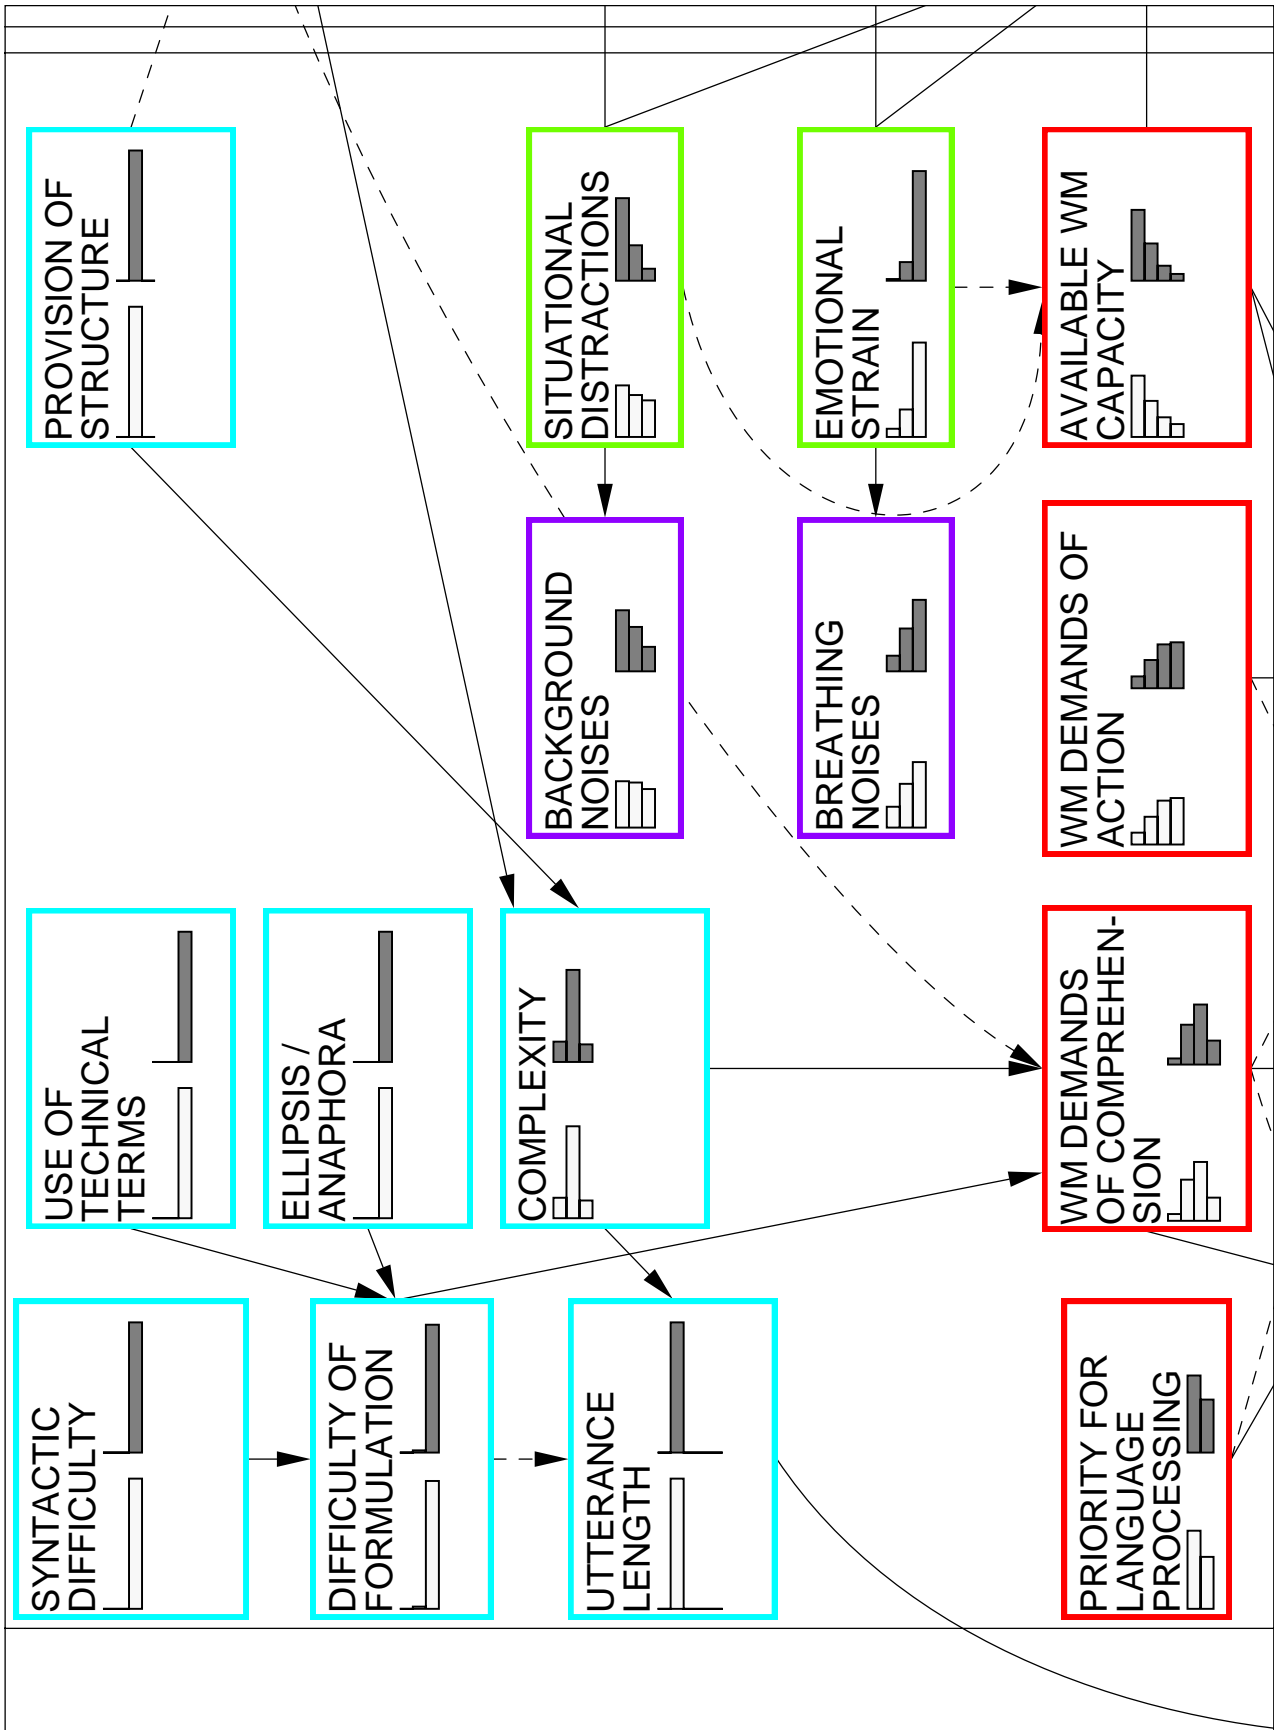 SYNTACTIC
DIFFICULTY
USE OF
TECHNICAL
TERMS
PROVISION OF
STRUCTURE
DIFFICULTY OF
FORMULATION
ELLIPSIS /
ANAPHORA
UTTERANCE
LENGTH
COMPLEXITY
BACKGROUND
NOISES
SITUATIONAL
DISTRACTIONS
BREATHING
NOISES
EMOTIONAL
STRAIN
PRIORITY FOR
LANGUAGE
PROCESSING
WM DEMANDS
OF COMPREHEN-
SION
WM DEMANDS OF
ACTION
AVAILABLE WM
CAPACITY